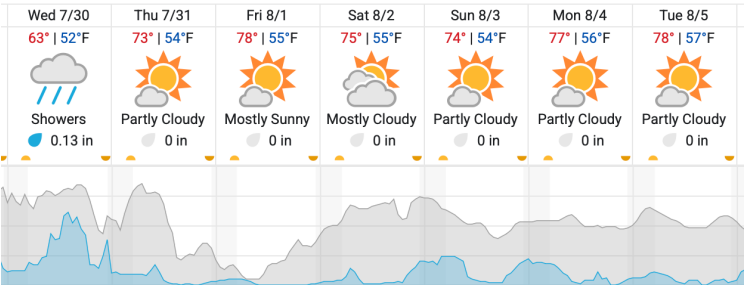 Wed 7/30 Thu 7/31 Fri 8/1 Sat 8/2 Sun 8/3 Mon 8/4 Tue 8/5
63° | 52°F 73° | 54°F 78° | 55°F 75° | 55°F 74° | 54°F 77° | 56°F 78° | 57°F
Showers Partly Cloudy Mostly Sunny Mostly Cloudy Partly Cloudy Partly Cloudy Partly Cloudy
0.13 in 0 in 0 in 0 in 0 in 0 in 0 in